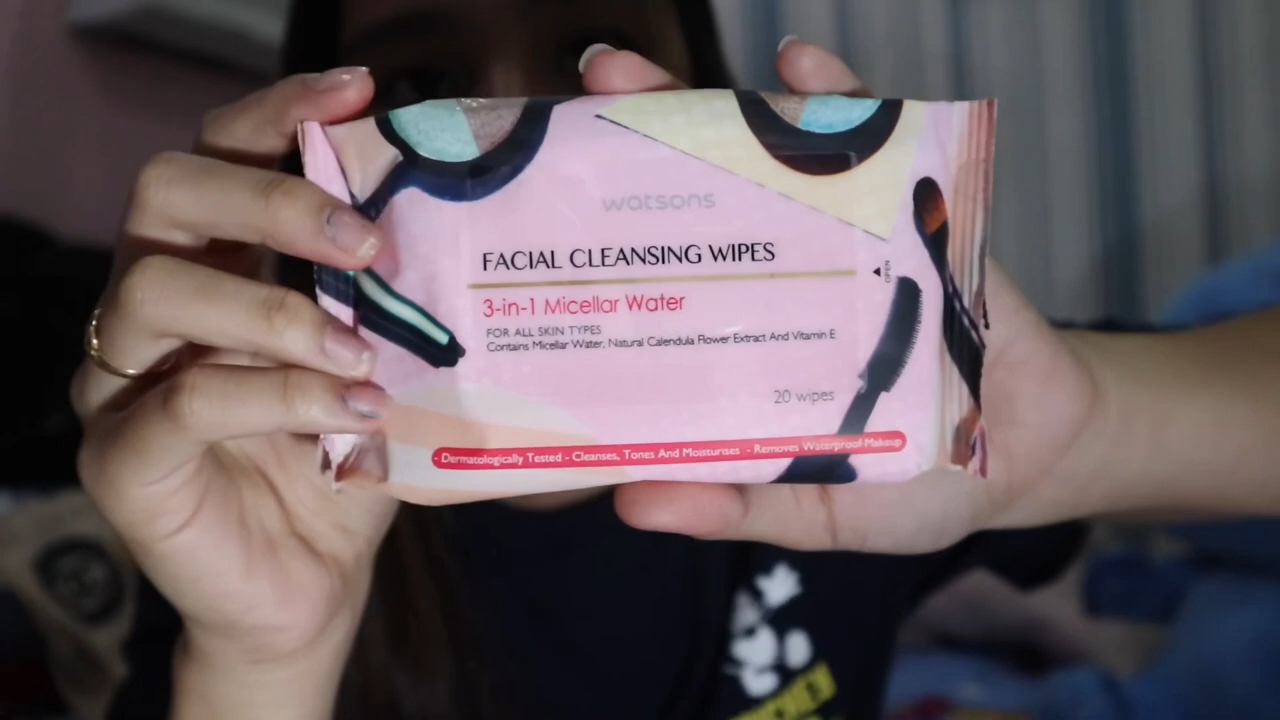 watsons
FACIAL CLEANSING WIPES
OPEN
3-in-1 Micellar Water
FOR ALL SKIN TYPES
Contains Micellar Water, Natural Calendula Flower Extract And Vitamin E
20 wipes
- Dermatologically Tested - Cleanses, Tones And Moisturises - Removes Waterproof Makeup